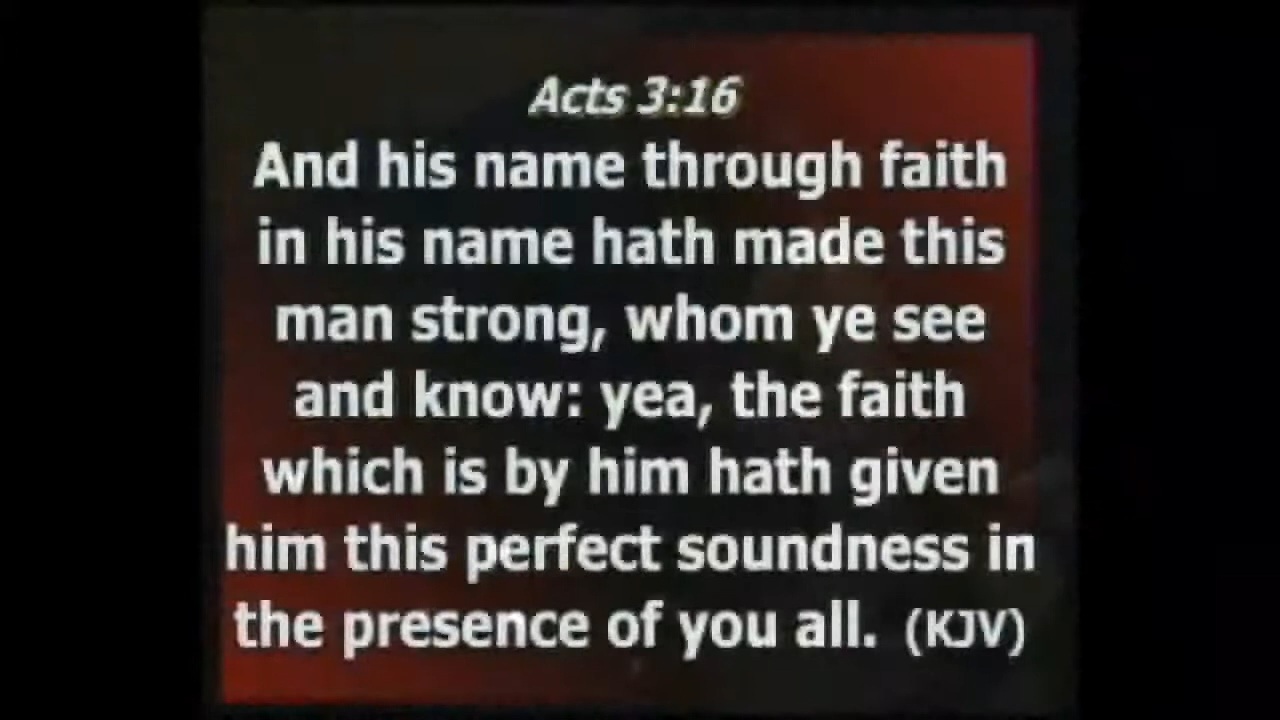 Acts 3:16
And his name through faith
in his name hath made this
man strong, whom ye see
and know: yea, the faith
which is by him hath given
him this perfect soundness in
the presence of you all. (KJV)